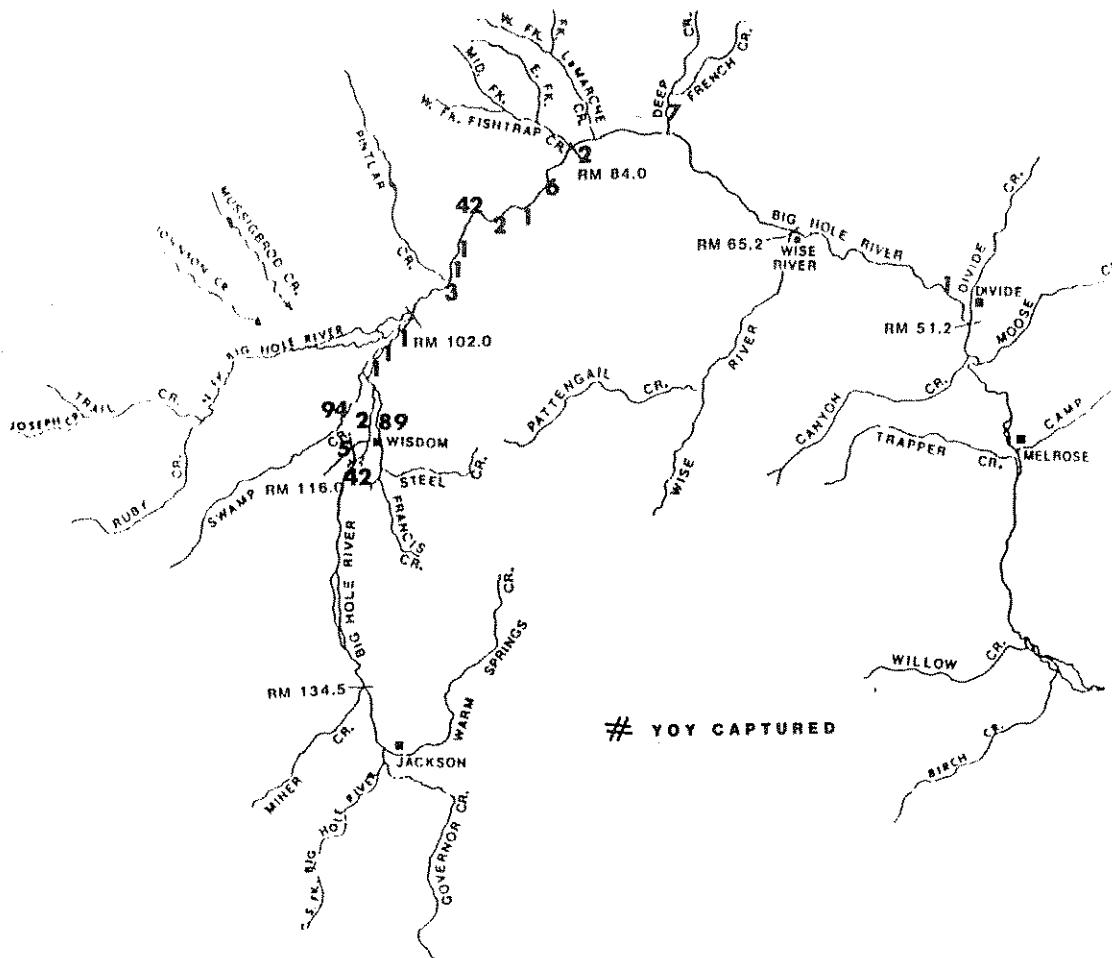 W. FK.
FK. LaMARCHE CR.
MID. FK.
E. FK.
W. FK. FISHTRAP CR.
DEEP CR.
FRENCH CR.
PINTLAR CR.
MUSSIGBROD CR.
JOHNSON CR.
2
RM 84.0
6
42
2
1
1
1
3
BIG HOLE RIVER
RM 65.2
WISE RIVER
1
DIVIDE CR.
DIVIDE
RM 51.2
MOOSE CR.
N. FK. BIG HOLE RIVER
RM 102.0
1
1
1
TRAIL CR.
JOSEPH CR.
RUBY CR.
94
2
89
WISDOM
5
CR.
42
RM 116.0
SWAMP
STEEL CR.
FRANCIS CR.
PATTENGAIL CR.
WISE RIVER
CANYON CR.
TRAPPER CR.
CAMP
MELROSE
BIG HOLE RIVER
RM 134.5
WARM SPRINGS CR.
MINER CR.
JACKSON
S. FK. BIG HOLE RIVER
GOVERNOR CR.
WILLOW CR.
BIRCH CR.
# YOY CAPTURED